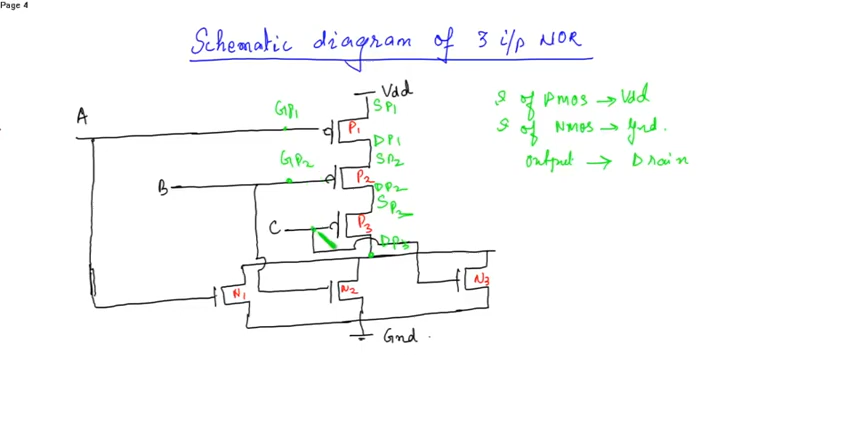 Page 4
Schematic diagram of 3 i/p NOR
Vdd
A
GP1
SP1
P1
DP1
B
GP2
SP2
P2
DP2
SP3
C
P3
DP3
N1
N2
N3
Gnd.
S of PMOS → Vdd
S of NMOS → gnd.
output → Drain